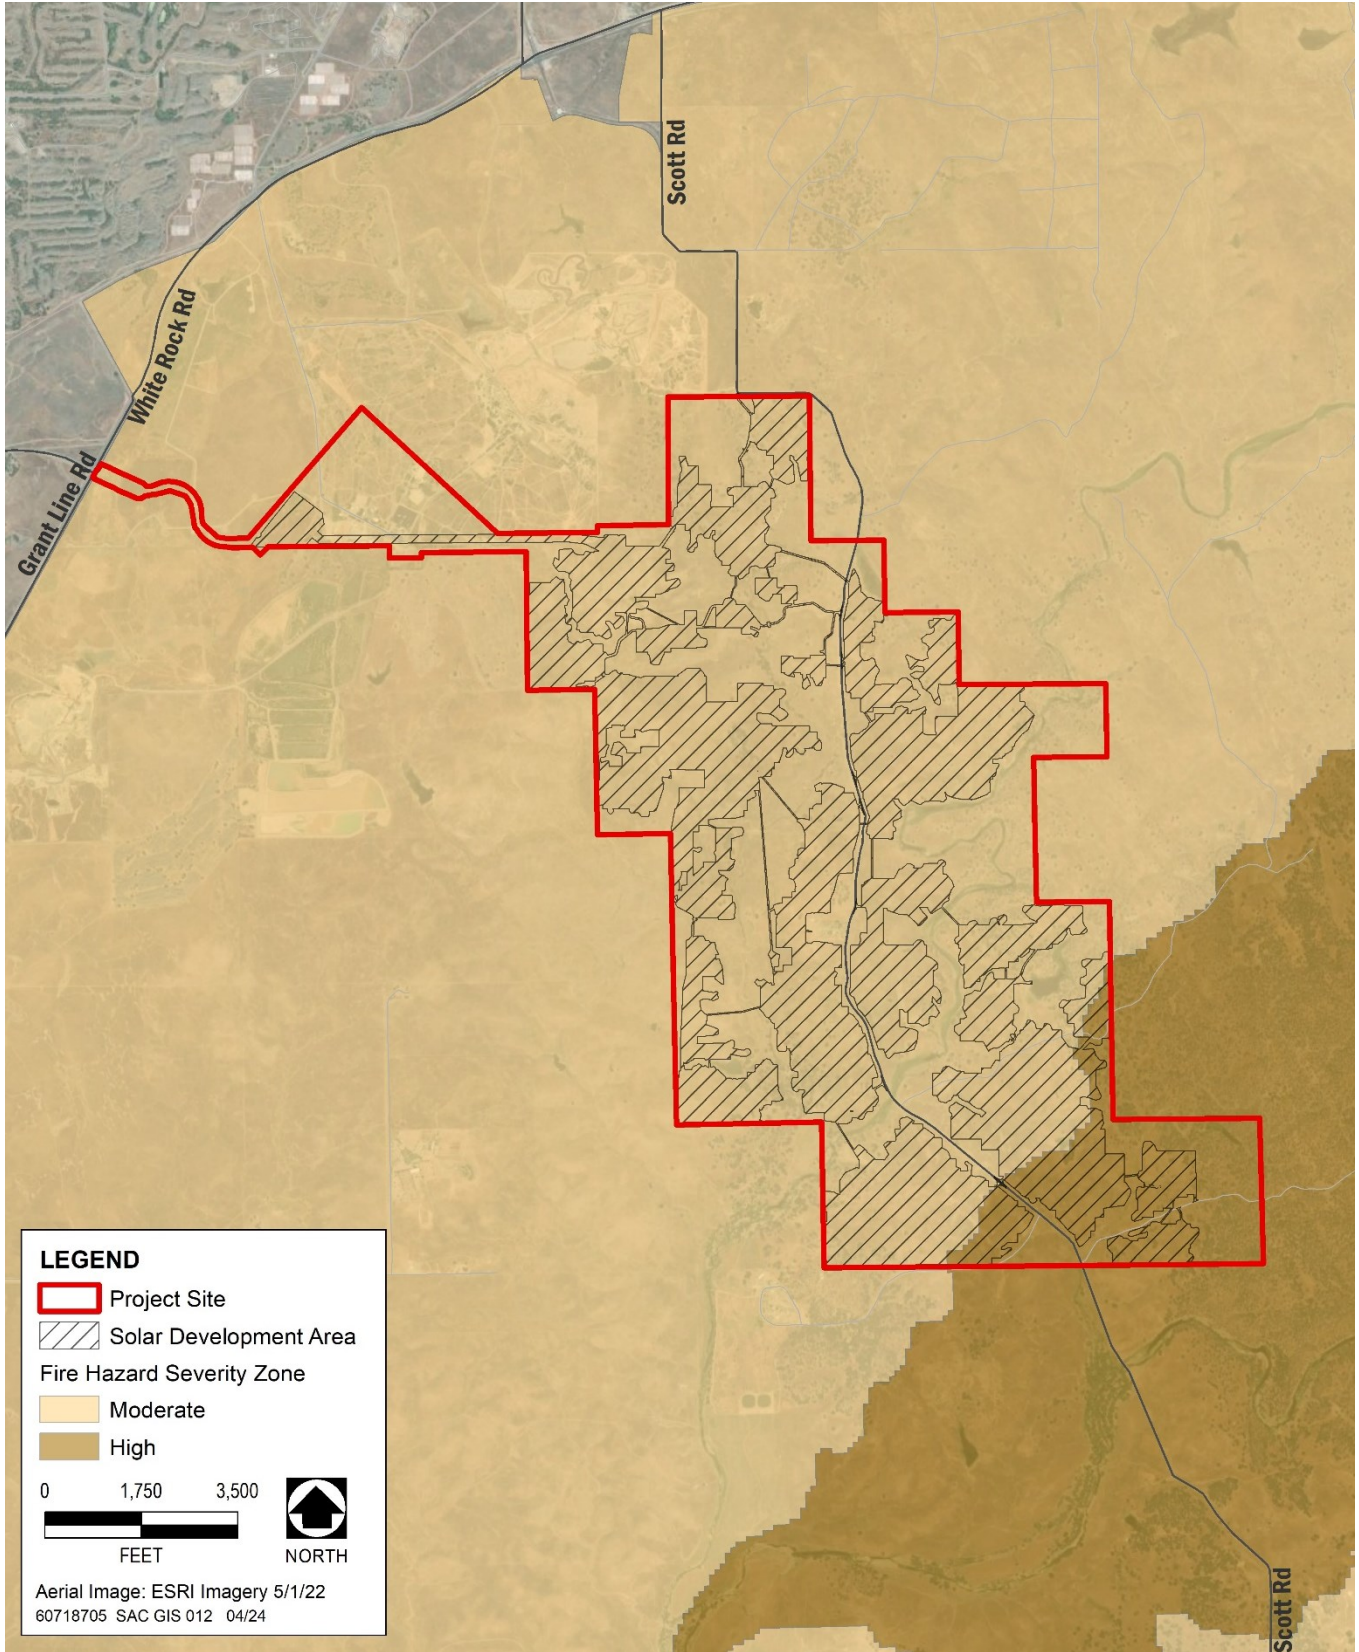 Scott Rd
White Rock Rd
Grant Line Rd
LEGEND
Project Site
Solar Development Area
Fire Hazard Severity Zone
Moderate
High
0 1,750 3,500
FEET
NORTH
Aerial Image: ESRI Imagery 5/1/22
60718705 SAC GIS 012 04/24
Scott Rd